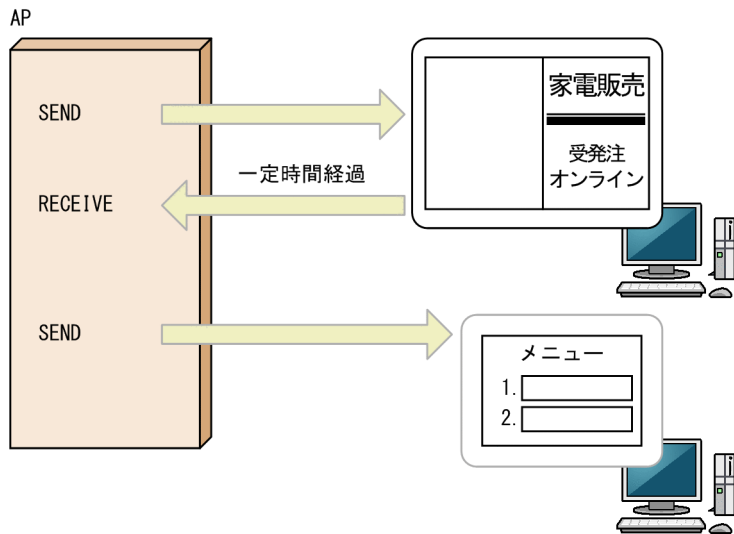 AP
SEND
家電販売
受発注
オンライン
一定時間経過
RECEIVE
SEND
メニュー
1.
2.